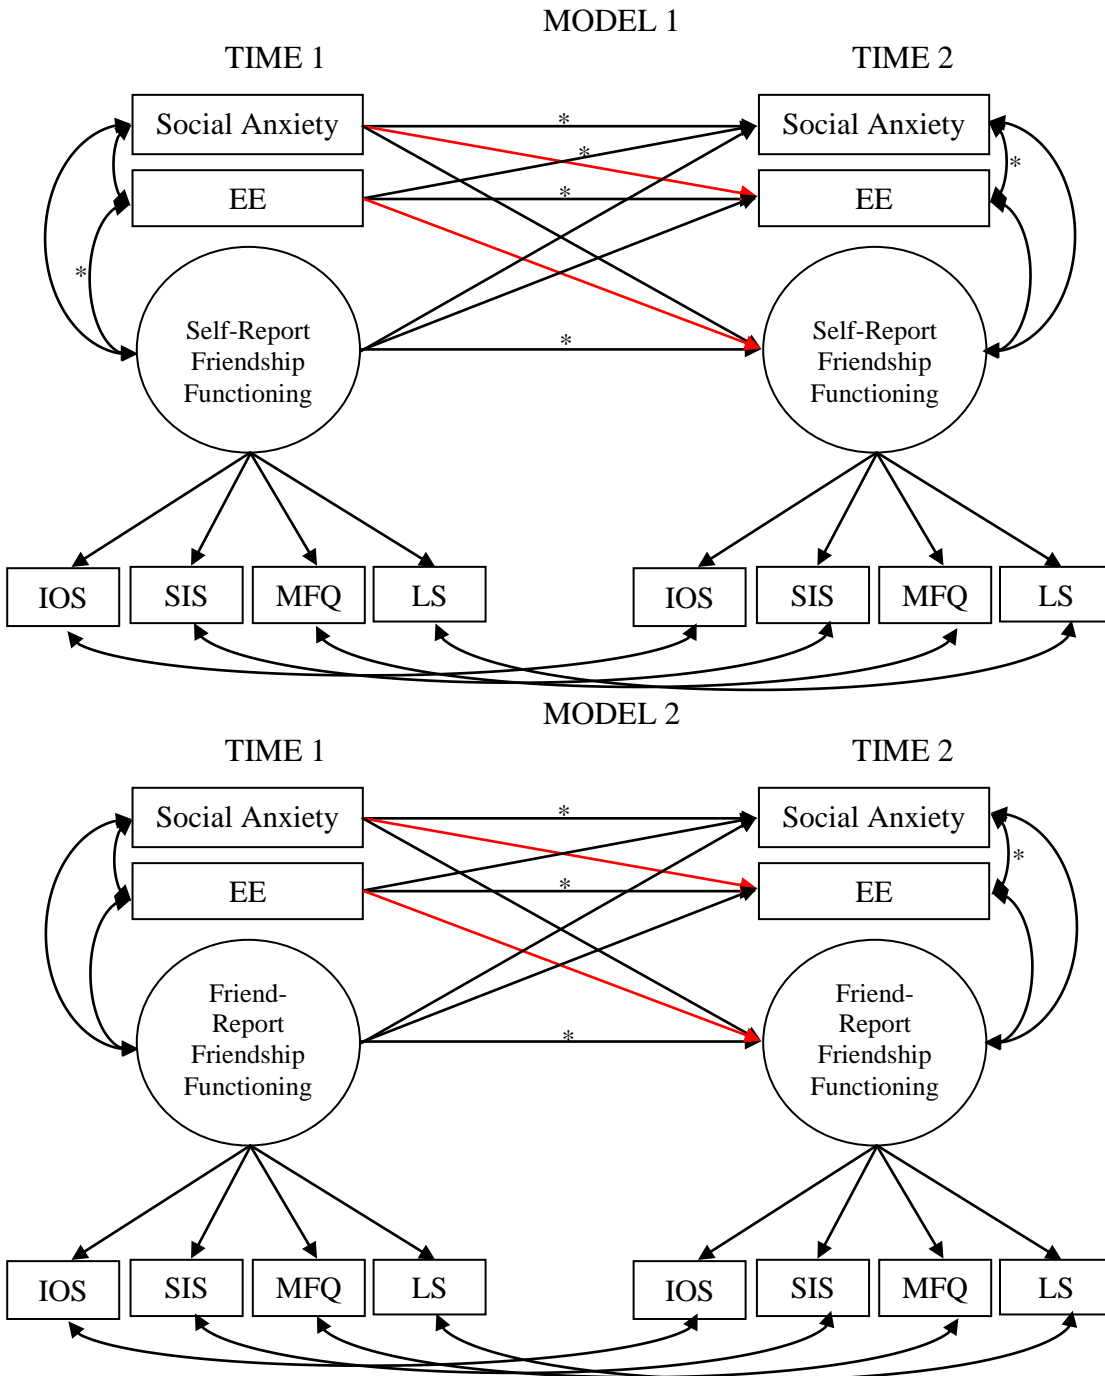 MODEL 1
TIME 1
TIME 2
Social Anxiety
*
Social Anxiety
*
*
EE
*
EE
*
Self-Report
Friendship
Functioning
*
Self-Report
Friendship
Functioning
IOS
SIS
MFQ
LS
IOS
SIS
MFQ
LS
MODEL 2
TIME 1
TIME 2
Social Anxiety
*
Social Anxiety
*
EE
*
EE
Friend-
Report
Friendship
Functioning
*
Friend-
Report
Friendship
Functioning
IOS
SIS
MFQ
LS
IOS
SIS
MFQ
LS